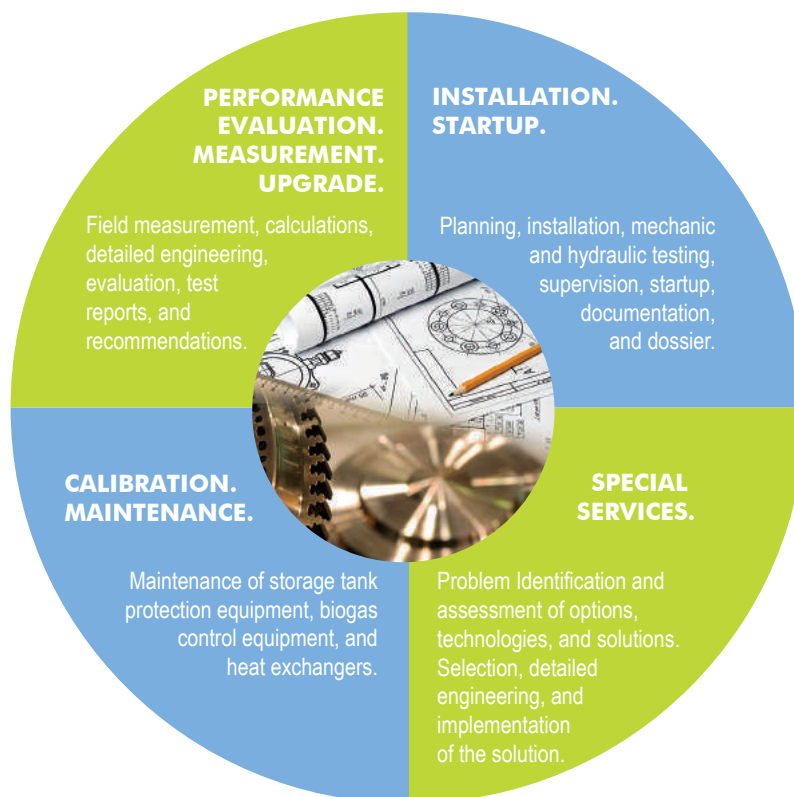 PERFORMANCE
EVALUATION.
MEASUREMENT.
UPGRADE.
Field measurement, calculations,
detailed engineering,
evaluation, test
reports, and
recommendations.
INSTALLATION.
STARTUP.
Planning, installation, mechanic
and hydraulic testing,
supervision, startup,
documentation,
and dossier.
CALIBRATION.
MAINTENANCE.
Maintenance of storage tank
protection equipment, biogas
control equipment, and
heat exchangers.
SPECIAL
SERVICES.
Problem Identification and
assessment of options,
technologies, and solutions.
Selection, detailed
engineering, and
implementation
of the solution.